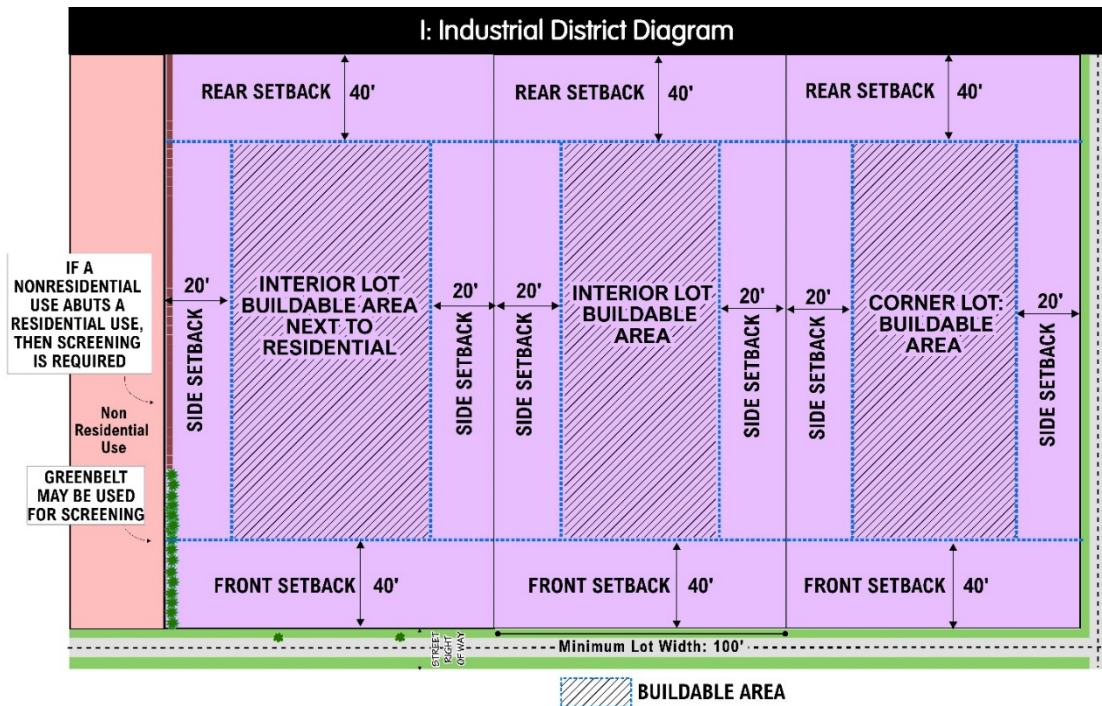 I: Industrial District Diagram
REAR SETBACK 40'
REAR SETBACK 40'
REAR SETBACK 40'
IF A
NONRESIDENTIAL
USE ABUTS A
RESIDENTIAL USE,
THEN SCREENING
IS REQUIRED
Non
Residential
Use
GREENBELT
MAY BE USED
FOR SCREENING
20'
SIDE SETBACK
INTERIOR LOT
BUILDABLE AREA
NEXT TO
RESIDENTIAL
20'
SIDE SETBACK
20'
SIDE SETBACK
INTERIOR LOT
BUILDABLE
AREA
20'
SIDE SETBACK
20'
SIDE SETBACK
CORNER LOT:
BUILDABLE
AREA
20'
SIDE SETBACK
FRONT SETBACK 40'
FRONT SETBACK 40'
FRONT SETBACK 40'
STREET
RIGHT
OF WAY
Minimum Lot Width: 100'
BUILDABLE AREA